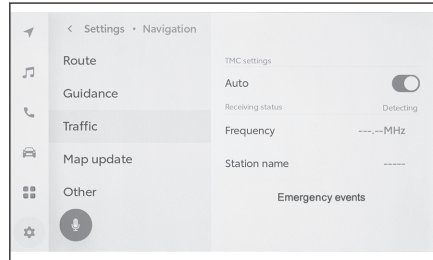 < Settings • Navigation
Route
Guidance
Traffic
Map update
Other
TMC settings
Auto
Receiving status Detecting
Frequency ---.--MHz
Station name -----
Emergency events